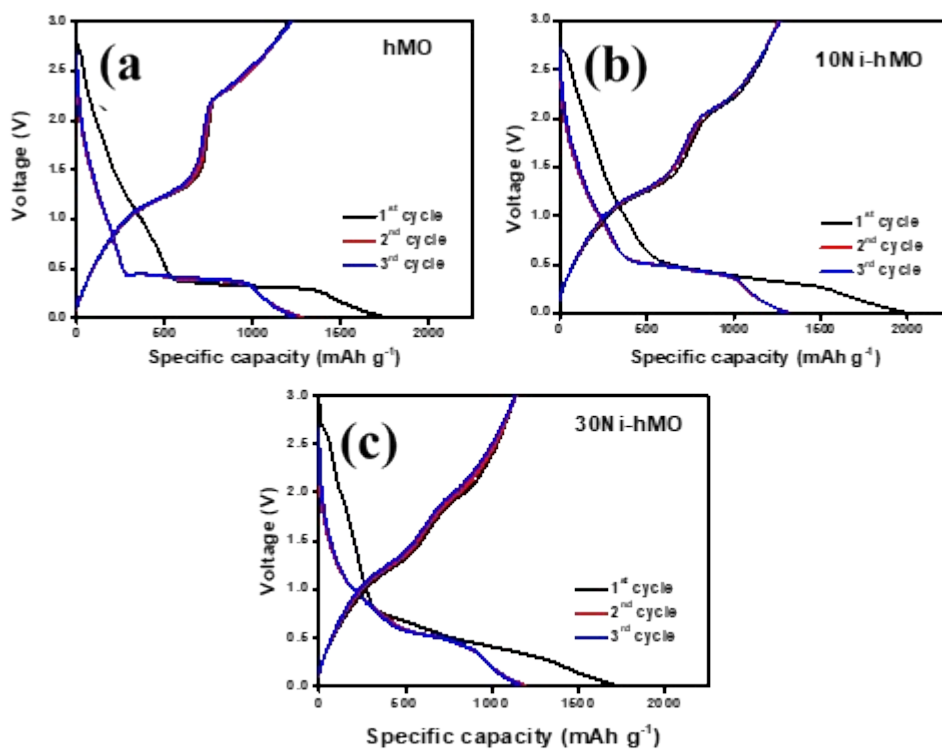 (a
hMO
3.0
2.5
2.0
1.5
1.0
0.5
0.0
Voltage (V)
1st cycle
2nd cycle
3rd cycle
0 500 1000 1500 2000
Specific capacity (mAh g-1)
(b)
10Ni-hMO
3.0
2.5
2.0
1.5
1.0
0.5
0.0
Voltage (V)
1st cycle
2nd cycle
3rd cycle
0 500 1000 1500 2000
Specific capacity (mAh g-1)
(c)
30Ni-hMO
3.0
2.5
2.0
1.5
1.0
0.5
0.0
Voltage (V)
1st cycle
2nd cycle
3rd cycle
0 500 1000 1500 2000
Specific capacity (mAh g-1)